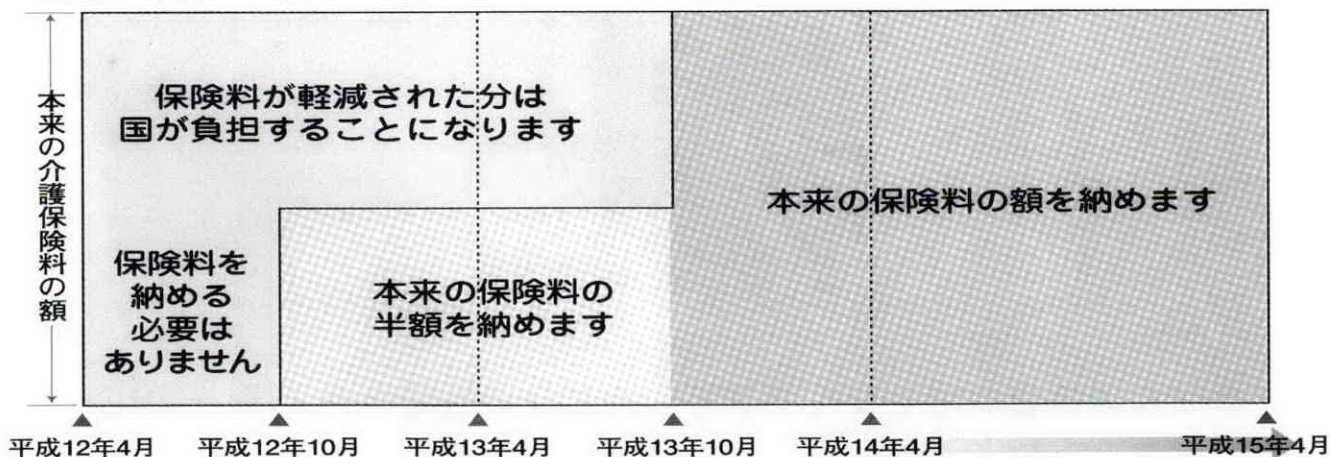 本来の介護保険料の額
保険料が軽減された分は
国が負担することになります
保険料を
納める
必要は
ありません
本来の保険料の
半額を納めます
本来の保険料の額を納めます
平成12年4月
平成12年10月
平成13年4月
平成13年10月
平成14年4月
平成15年4月